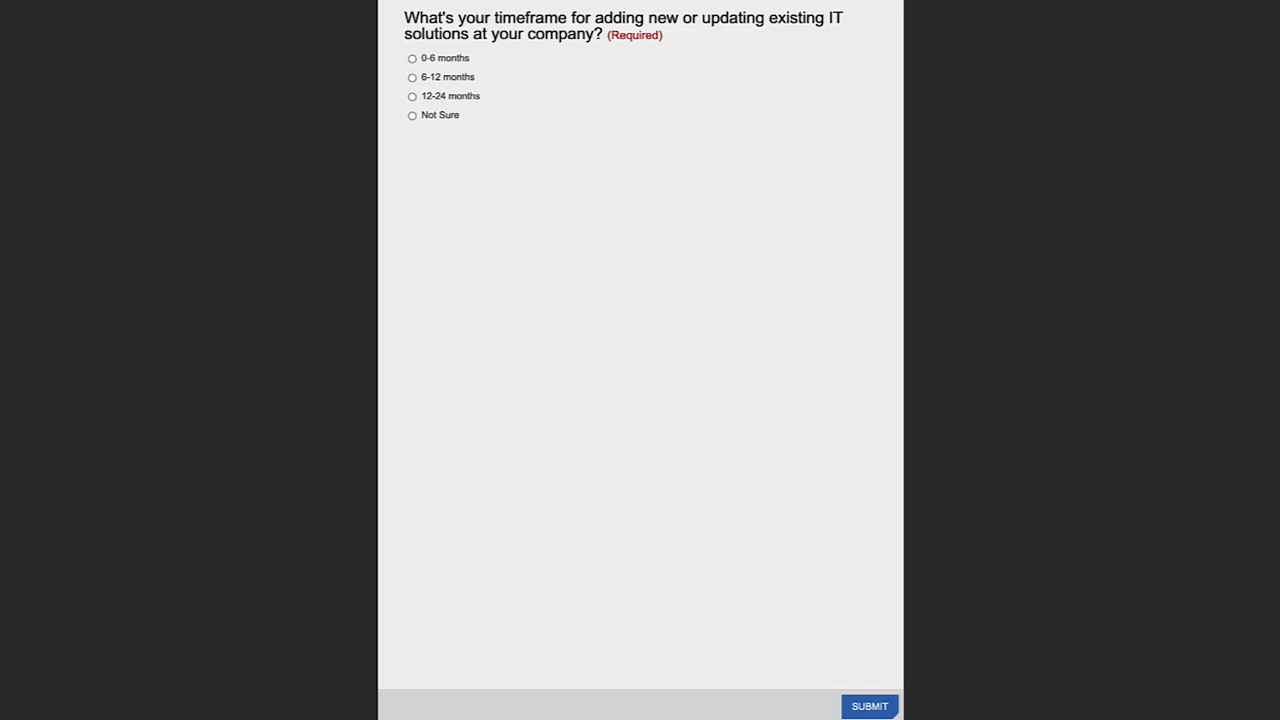 What's your timeframe for adding new or updating existing IT
solutions at your company? (Required)
0-6 months
6-12 months
12-24 months
Not Sure
SUBMIT